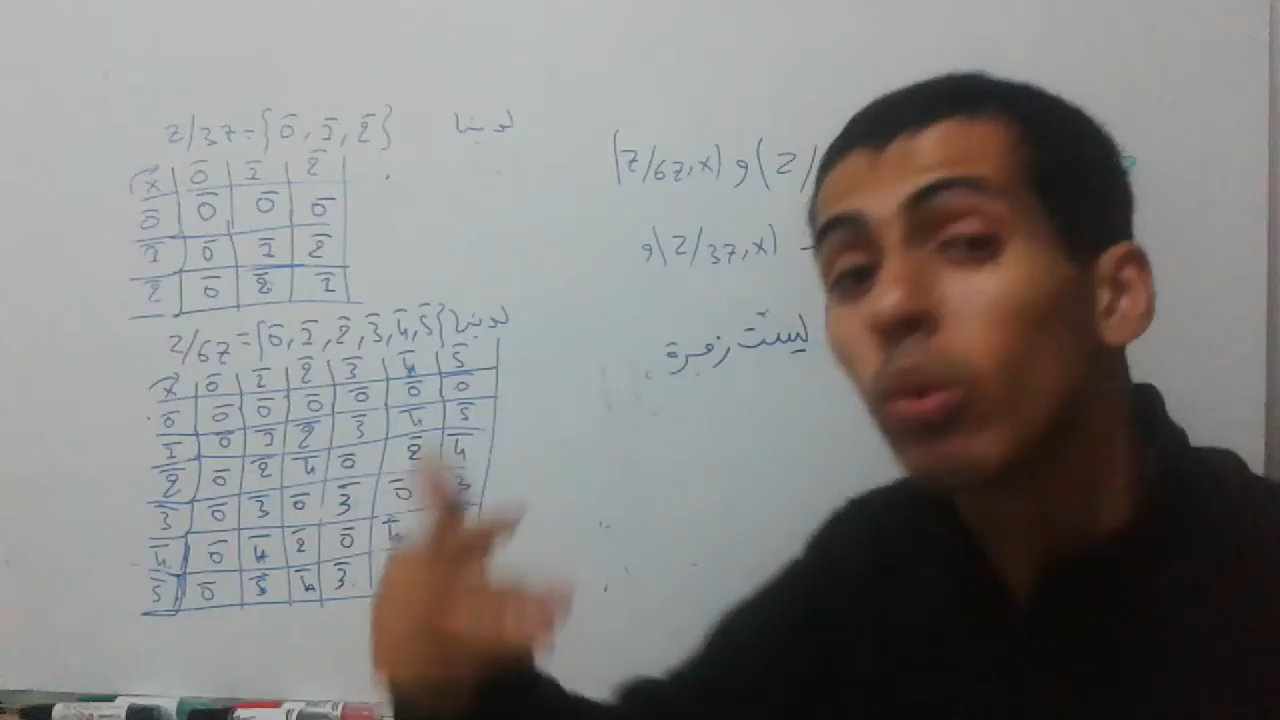 (Z/6Z,x) و (Z/
و (Z/3Z,x)
ليست زمرة.
لدينا Z/3Z={0̄,1̄,2̄}
x̄ 0̄ 1̄ 2̄
0̄ 0̄ 0̄ 0̄
1̄ 0̄ 1̄ 2̄
2̄ 0̄ 2̄ 1̄
لدينا Z/6Z={0̄,1̄,2̄,3̄,4̄,5̄}
x̄ 0̄ 1̄ 2̄ 3̄ 4̄ 5̄
0̄ 0̄ 0̄ 0̄ 0̄ 0̄ 0̄
1̄ 0̄ 1̄ 2̄ 3̄ 4̄ 5̄
2̄ 0̄ 2̄ 4̄ 0̄ 2̄ 4̄
3̄ 0̄ 3̄ 0̄ 3̄ 0̄ 3̄
4̄ 0̄ 4̄ 2̄ 0̄ 4̄
5̄ 0̄ 5̄ 4̄ 3̄